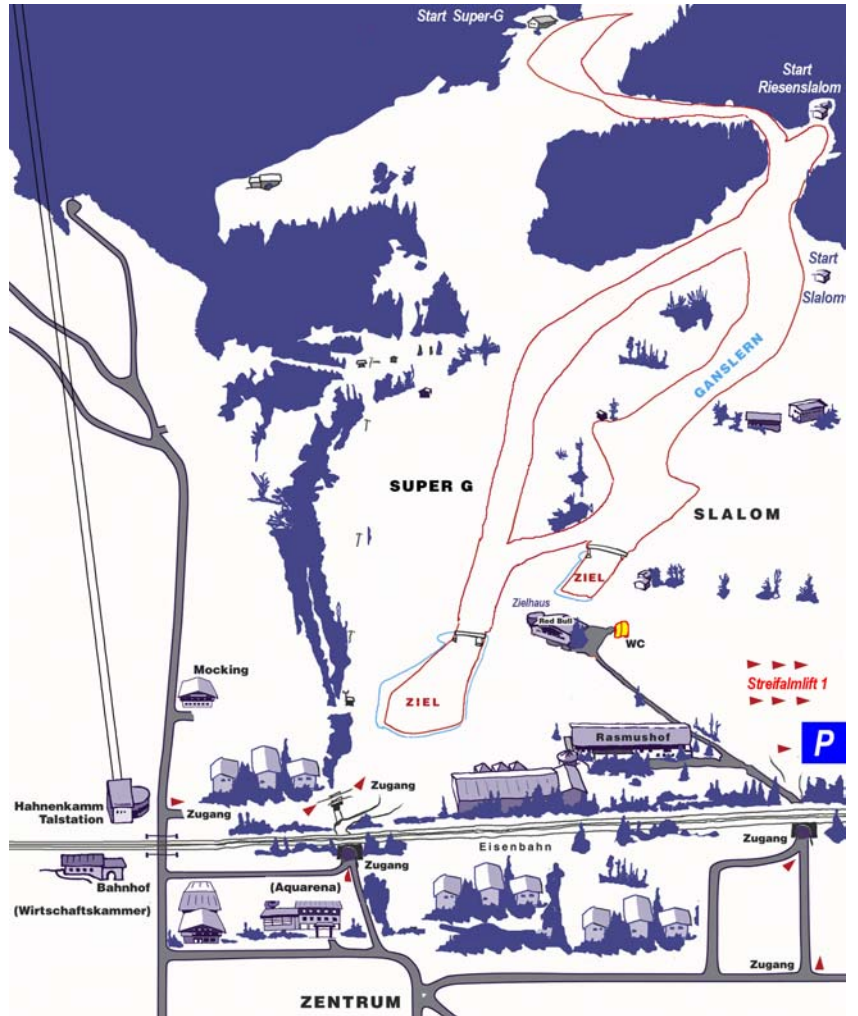 Start Super-G
Start
Riesenslalom
Start
Slalom
GANSLERN
SUPER G
SLALOM
ZIEL
Zielhaus
Red Bull
WC
Mocking
ZIEL
Streifalmlift 1
Rasmushof
P
Zugang
Hahnenkamm
Talstation
Zugang
Zugang
Eisenbahn
Zugang
Bahnhof
(Aquarena)
(Wirtschaftskammer)
Zugang
ZENTRUM